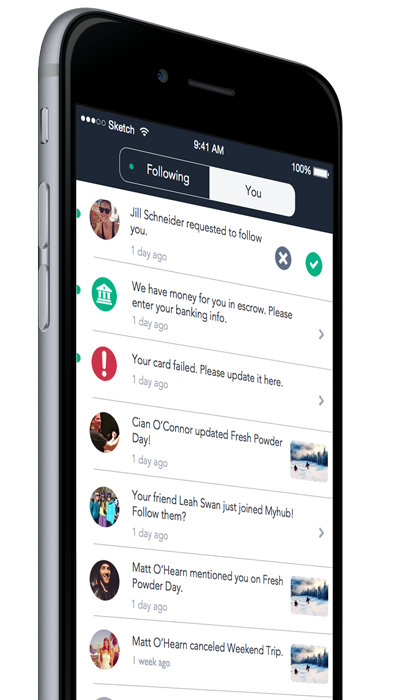 Sketch
9:41 AM
100%
Following
You
Jill Schneider requested to follow
you.
1 day ago
We have money for you in escrow. Please
enter your banking info.
1 day ago
Your card failed. Please update it here.
1 day ago
Cian O’Connor updated Fresh Powder
Day!
1 day ago
Your friend Leah Swan just joined Myhub!
Follow them?
1 day ago
Matt O’Hearn mentioned you on Fresh
Powder Day.
1 day ago
Matt O’Hearn canceled Weekend Trip.
1 week ago